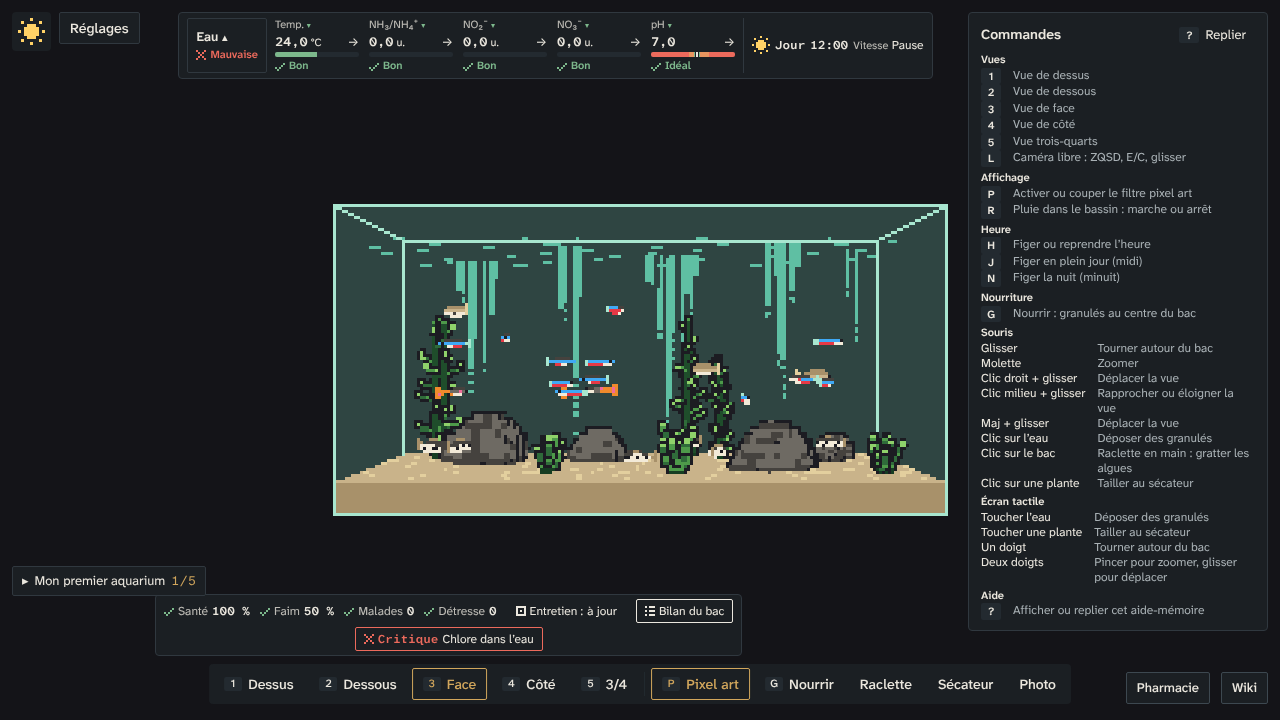 Réglages
Eau ▴
Mauvaise
Temp. ▾
24,0 °C →
Bon
NH₃/NH₄⁺ ▾
0,0 u. →
Bon
NO₂⁻ ▾
0,0 u. →
Bon
NO₃⁻ ▾
0,0 u. →
Bon
pH ▾
7,0 →
Idéal
Jour 12:00 Vitesse Pause
Commandes
? Replier
Vues
1 Vue de dessus
2 Vue de dessous
3 Vue de face
4 Vue de côté
5 Vue trois-quarts
L Caméra libre : ZQSD, E/C, glisser
Affichage
P Activer ou couper le filtre pixel art
R Pluie dans le bassin : marche ou arrêt
Heure
H Figer ou reprendre l'heure
J Figer en plein jour (midi)
N Figer la nuit (minuit)
Nourriture
G Nourrir : granulés au centre du bac
Souris
Glisser Tourner autour du bac
Molette Zoomer
Clic droit + glisser Déplacer la vue
Clic milieu + glisser Rapprocher ou éloigner la
vue
Maj + glisser Déplacer la vue
Clic sur l'eau Déposer des granulés
Clic sur le bac Raclette en main : gratter les
algues
Clic sur une plante Tailler au sécateur
Écran tactile
Toucher l'eau Déposer des granulés
Toucher une plante Tailler au sécateur
Un doigt Tourner autour du bac
Deux doigts Pincer pour zoomer, glisser
pour déplacer
Aide
? Afficher ou replier cet aide-mémoire
▸ Mon premier aquarium 1/5
Santé 100 % Faim 50 % Malades 0 Détresse 0 Entretien : à jour Bilan du bac
Critique Chlore dans l'eau
1 Dessus
2 Dessous
3 Face
4 Côté
5 3/4
P Pixel art
G Nourrir
Raclette
Sécateur
Photo
Pharmacie
Wiki